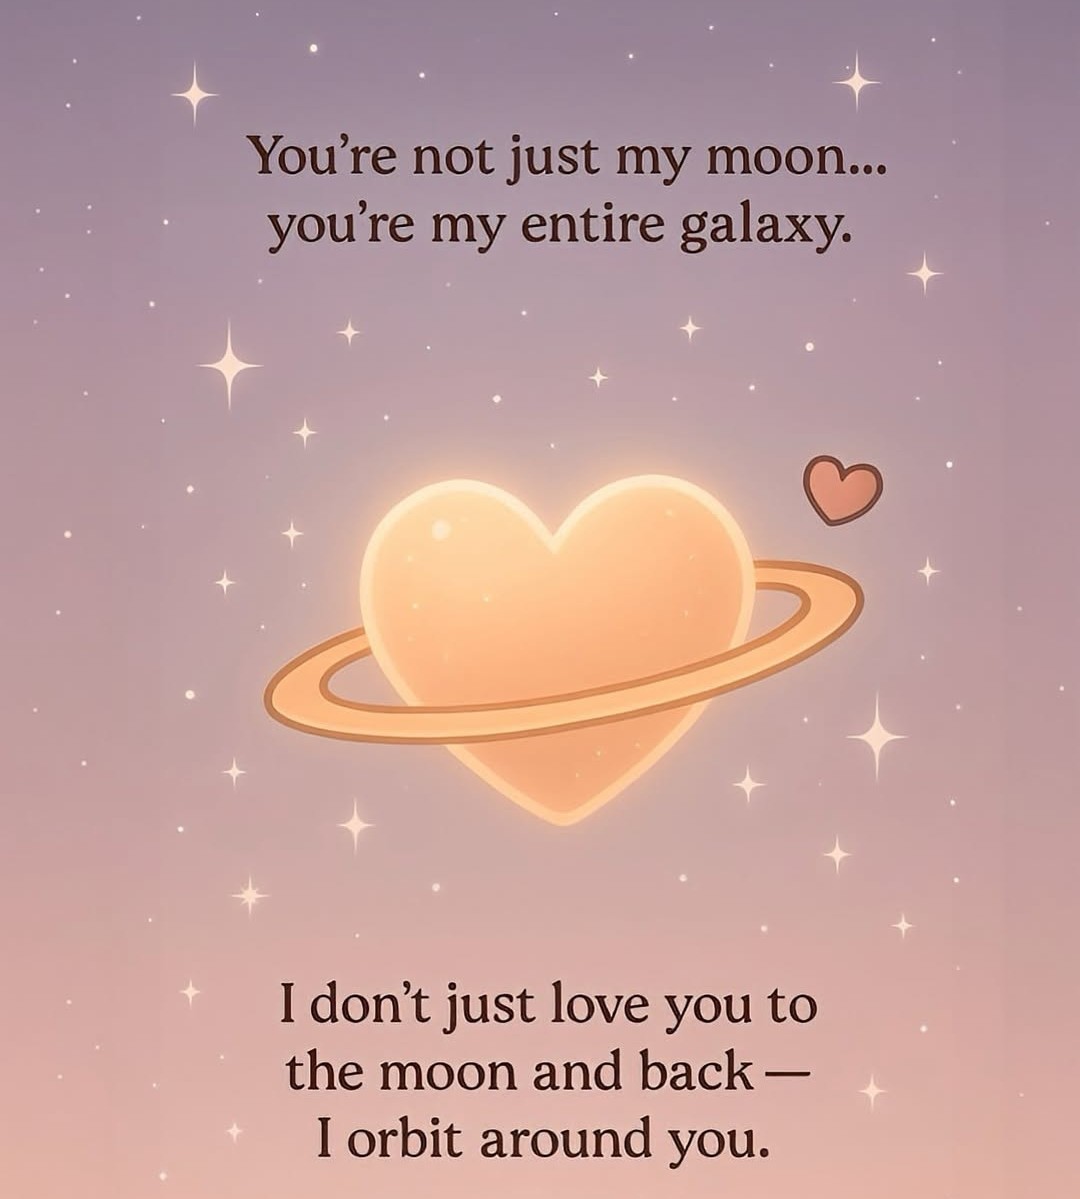 You’re not just my moon...
you’re my entire galaxy.
I don’t just love you to
the moon and back —
I orbit around you.